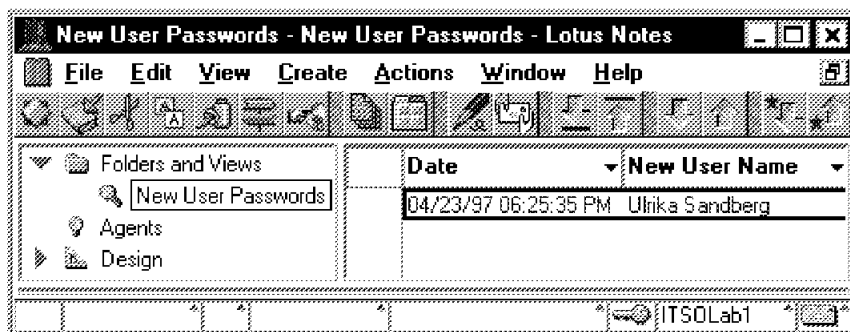 New User Passwords - New User Passwords - Lotus Notes
File Edit View Create Actions Window Help
Folders and Views
New User Passwords
Agents
Design
Date New User Name
04/23/97 06:25:35 PM Ulrika Sandberg
ITSOLab1